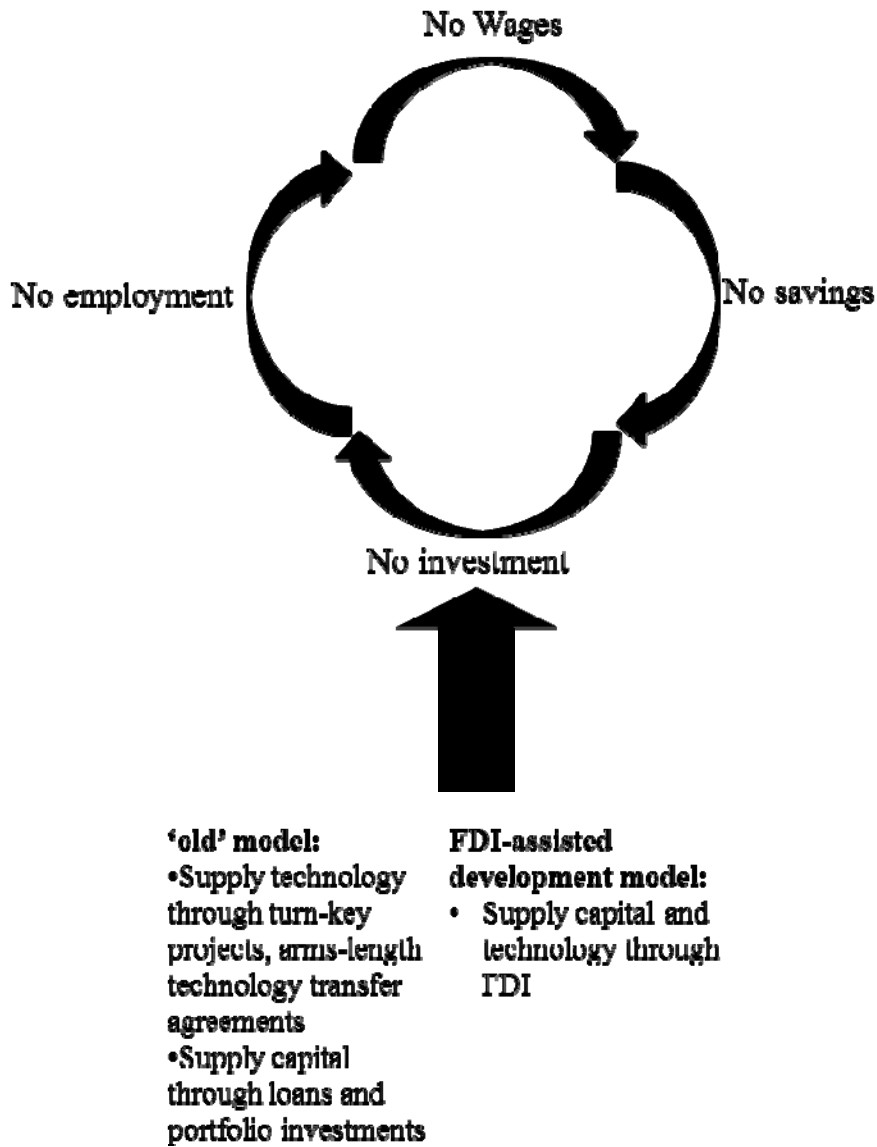 No Wages
No employment
No savings
No investment
‘old’ model:
•Supply technology
through turn-key
projects, arms-length
technology transfer
agreements
•Supply capital
through loans and
portfolio investments
FDI-assisted
development model:
• Supply capital and
technology through
FDI